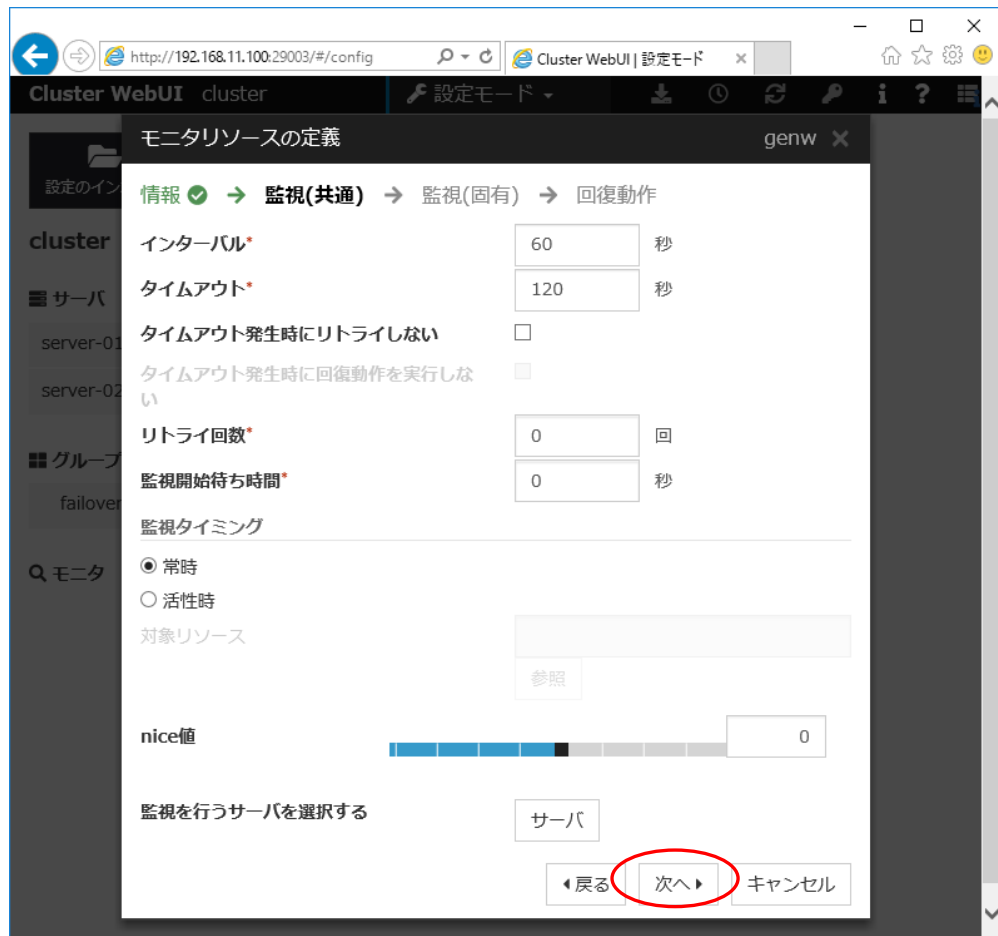 http://192.168.11.100:29003/#/config
Cluster WebUI | 設定モード
Cluster WebUI cluster 設定モード
モニタリソースの定義 genw
設定のイン
情報 → 監視(共通) → 監視(固有) → 回復動作
cluster
インターバル* 60 秒
サーバ
タイムアウト* 120 秒
server-01
タイムアウト発生時にリトライしない
server-02
タイムアウト発生時に回復動作を実行しな
い
リトライ回数* 0 回
グループ
監視開始待ち時間* 0 秒
failover
監視タイミング
モニタ
常時
活性時
対象リソース
参照
nice値 0
監視を行うサーバを選択する サーバ
戻る 次へ キャンセル